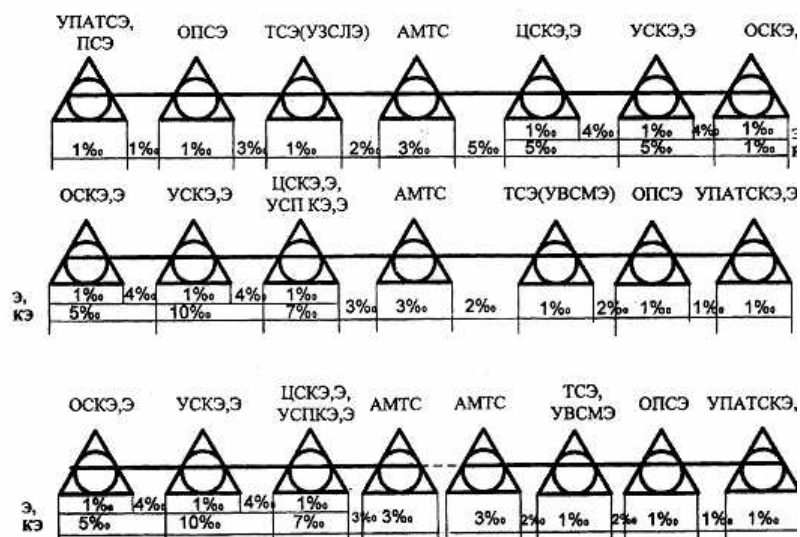 УПАТСЭ,
ПСЭ ОПСЭ ТСЭ(УЗСЛЭ) АМТС ЦСКЭ,Э УСКЭ,Э ОСКЭ,
1‰ 4‰ 1‰ 4‰ 1‰ Э
1‰ 1‰ 1‰ 3‰ 1‰ 2‰ 3‰ 5‰ 5‰ 5‰ 1‰ К
ОСКЭ,Э УСКЭ,Э ЦСКЭ,Э,
УСП КЭ,Э АМТС ТСЭ(УВСМЭ) ОПСЭ УПАТСКЭ,Э
Э, 1‰ 4‰ 1‰ 4‰ 1‰
КЭ 5‰ 10‰ 7‰ 3‰ 3‰ 2‰ 1‰ 2‰ 1‰ 1‰ 1‰
ОСКЭ,Э УСКЭ,Э ЦСКЭ,Э,
УСПКЭ,Э АМТС АМТС ТСЭ,
УВСМЭ ОПСЭ УПАТСКЭ,
Э, 1‰ 4‰ 1‰ 4‰ 1‰
КЭ 5‰ 10‰ 7‰ 3‰ 3‰ 3‰ 2‰ 1‰ 2‰ 1‰ 1‰ 1‰